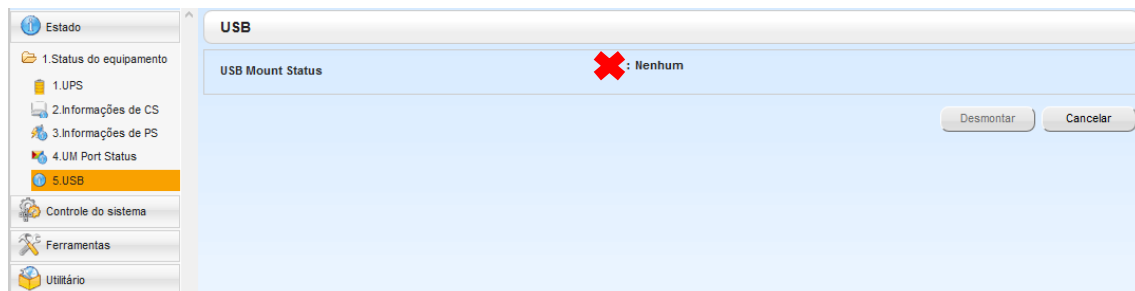 Estado
1.Status do equipamento
1.UPS
2.Informações de CS
3.Informações de PS
4.UM Port Status
5.USB
Controle do sistema
Ferramentas
Utilitário
USB
USB Mount Status
: Nenhum
Desmontar
Cancelar